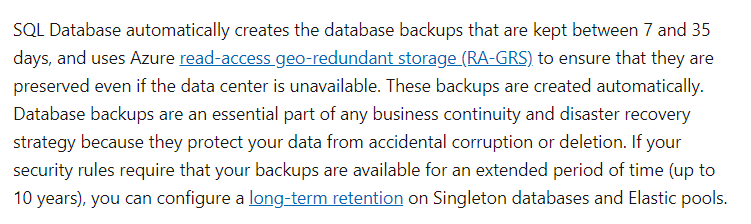 SQL Database automatically creates the database backups that are kept between 7 and 35
days, and uses Azure read-access geo-redundant storage (RA-GRS) to ensure that they are
preserved even if the data center is unavailable. These backups are created automatically.
Database backups are an essential part of any business continuity and disaster recovery
strategy because they protect your data from accidental corruption or deletion. If your
security rules require that your backups are available for an extended period of time (up to
10 years), you can configure a long-term retention on Singleton databases and Elastic pools.